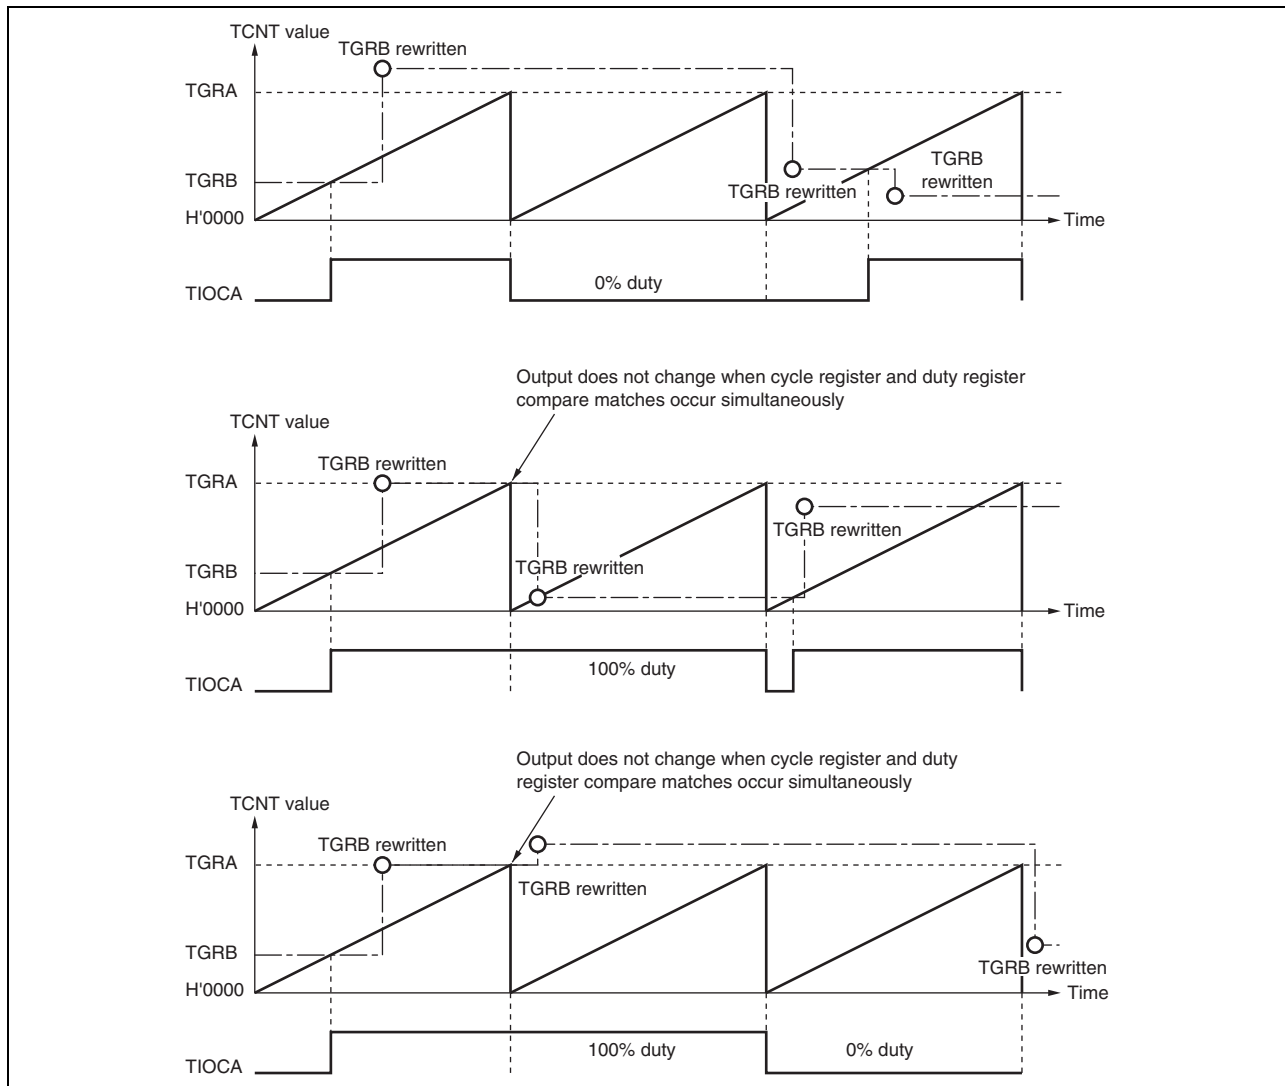 TCNT value
TGRB rewritten
TGRA
TGRB
rewritten
TGRB
TGRB rewritten
H'0000
Time
0% duty
TIOCA
Output does not change when cycle register and duty register
compare matches occur simultaneously
TCNT value
TGRB rewritten
TGRA
TGRB rewritten
TGRB rewritten
TGRB
H'0000
Time
100% duty
TIOCA
Output does not change when cycle register and duty
register compare matches occur simultaneously
TCNT value
TGRB rewritten
TGRA
TGRB rewritten
TGRB
TGRB rewritten
H'0000
Time
100% duty
0% duty
TIOCA